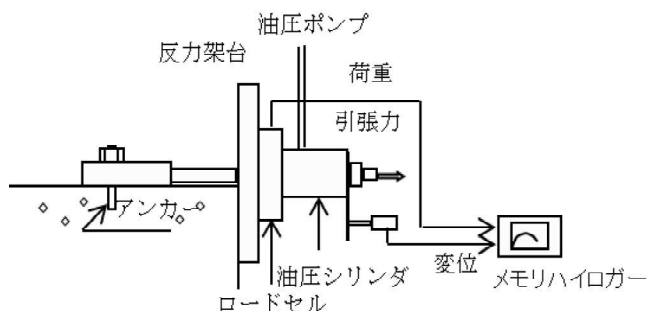 油圧ポンプ
反力架台
荷重
引張力
アンカー
油圧シリンダ
変位
メモリハイロガー
ロードセル